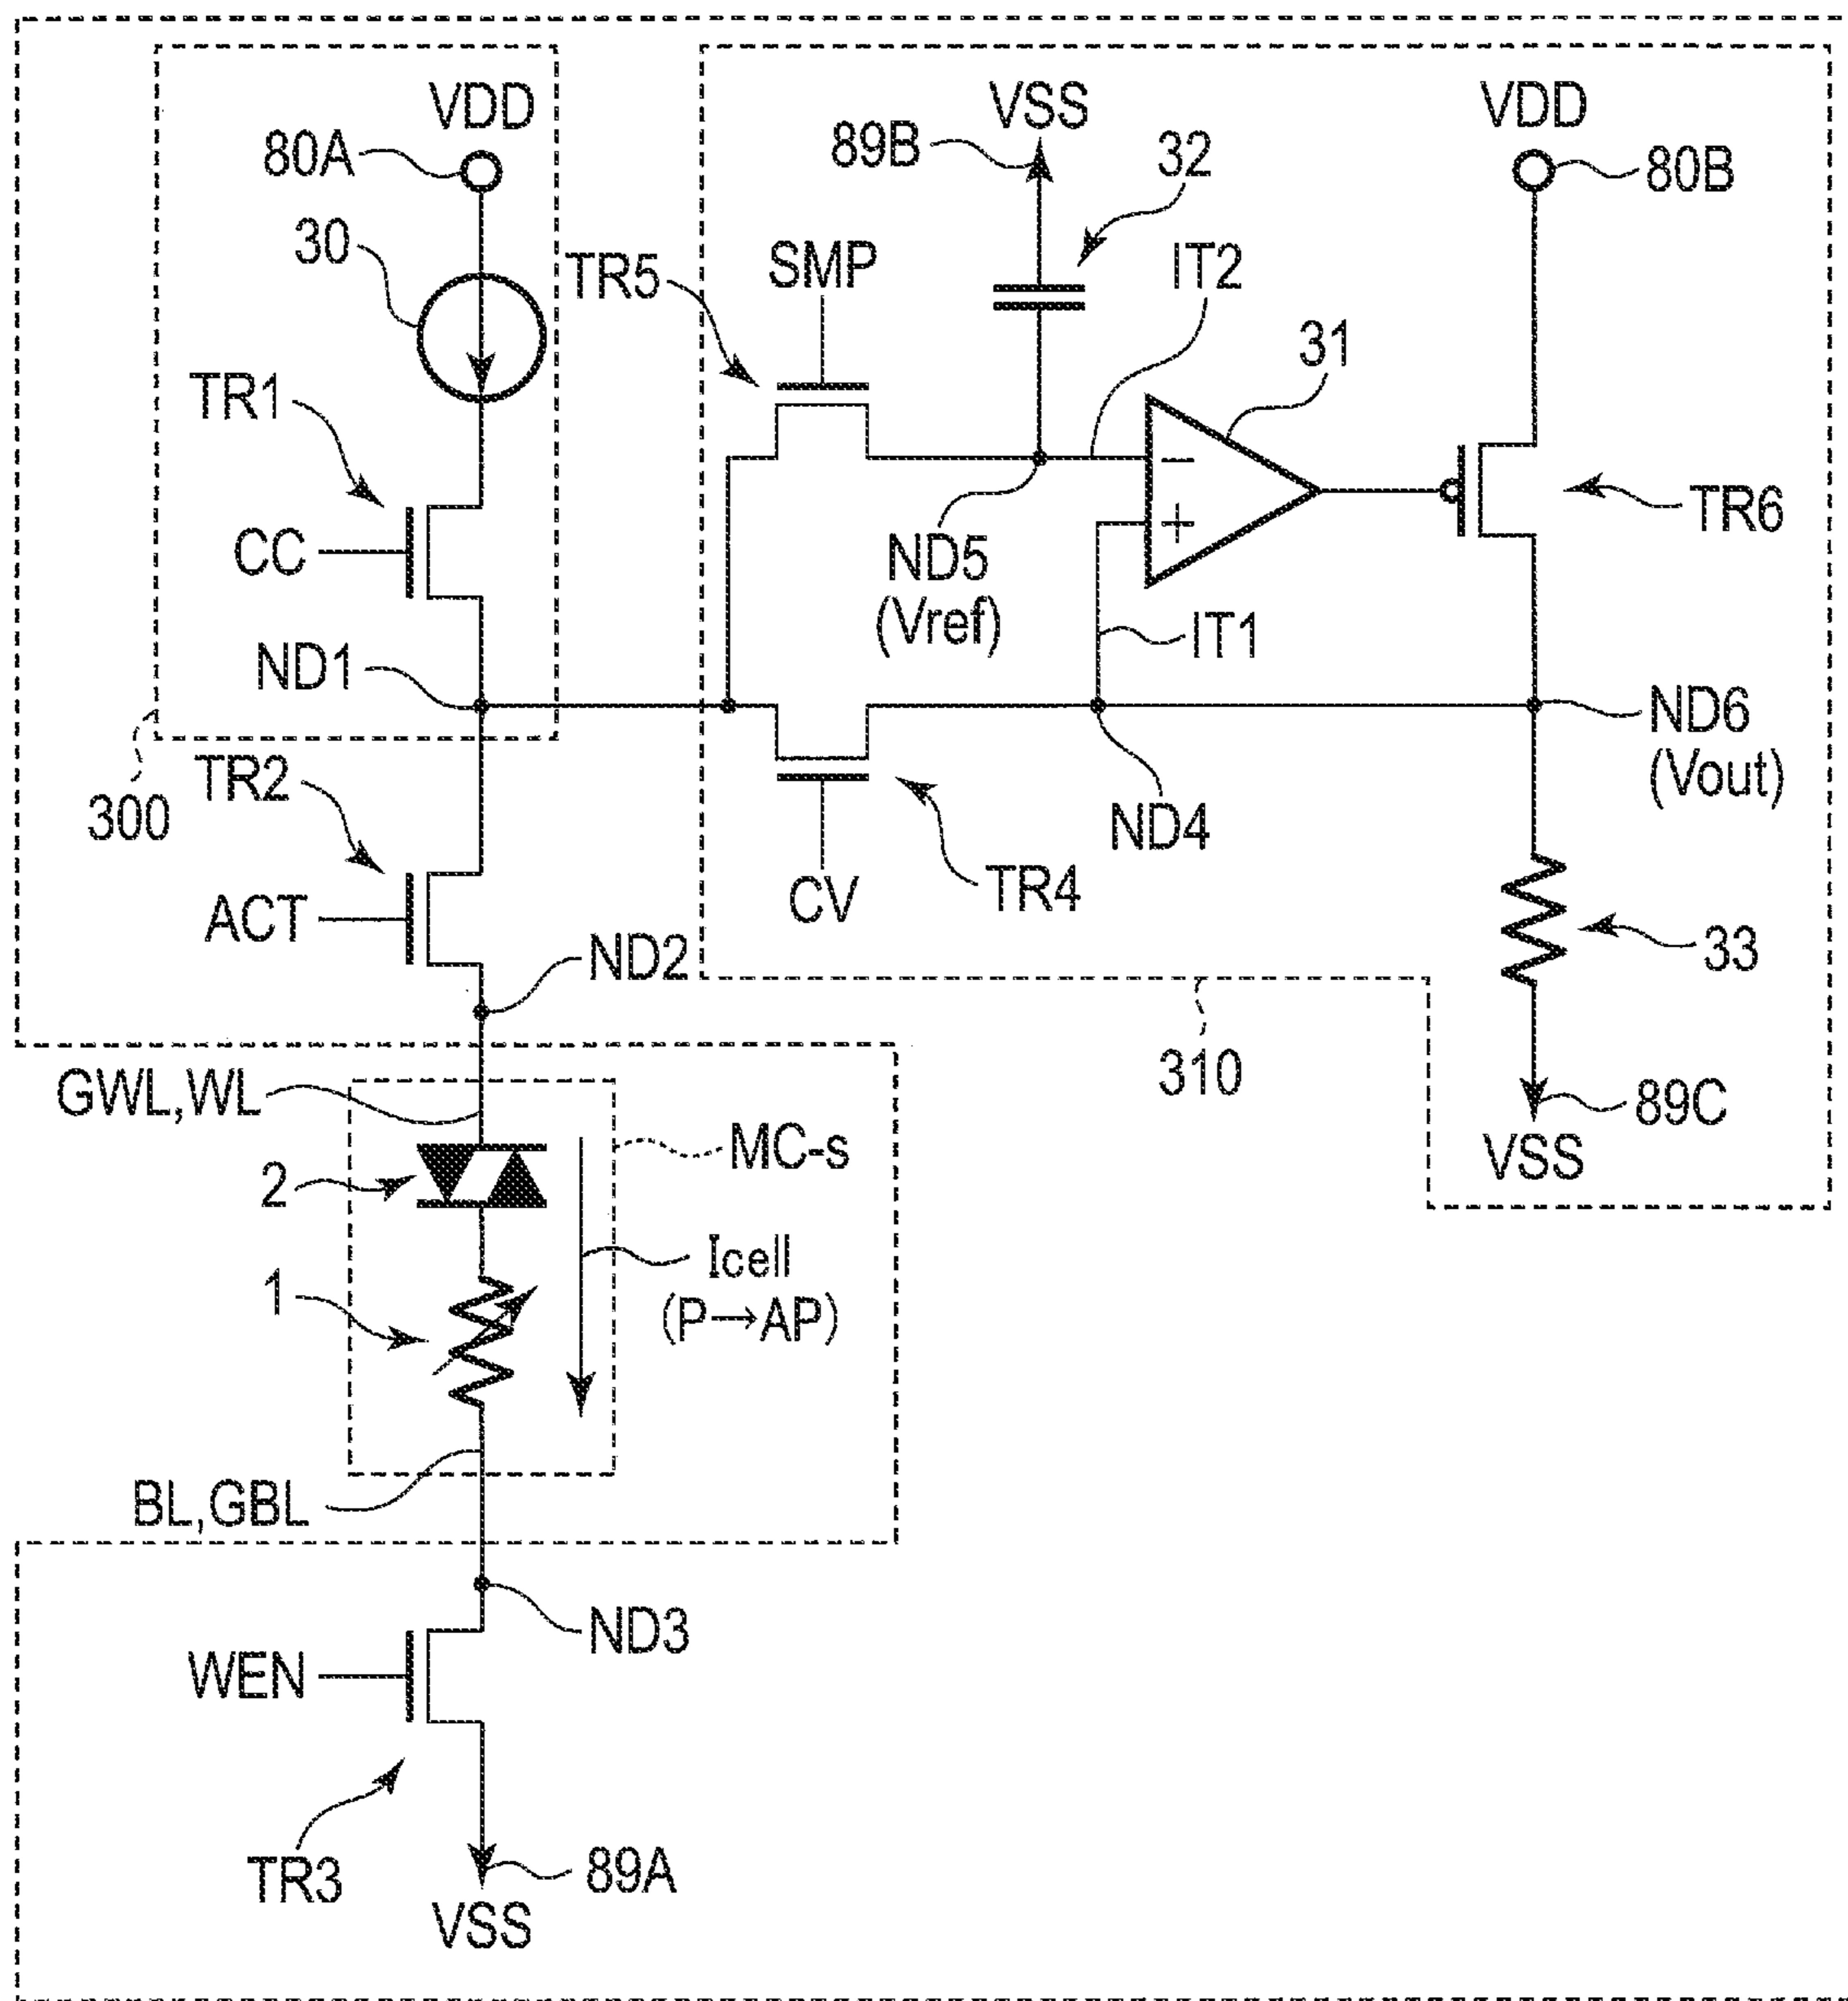 VDD
80A
30
TR1
CC
ND1
300
TR2
ACT
ND2
GWL,WL
2
MC-s
1
Icell
(P→AP)
BL,GBL
ND3
WEN
TR3
89A
VSS
VSS
89B
32
VDD
80B
TR5
SMP
IT2
31
−
+
ND5
(Vref)
IT1
TR6
ND6
(Vout)
ND4
TR4
CV
33
310
89C
VSS